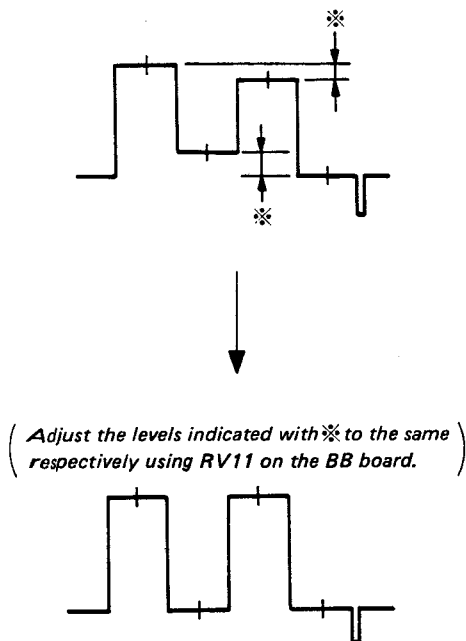 ※
※
(Adjust the levels indicated with ※ to the same
respectively using RV11 on the BB board.)